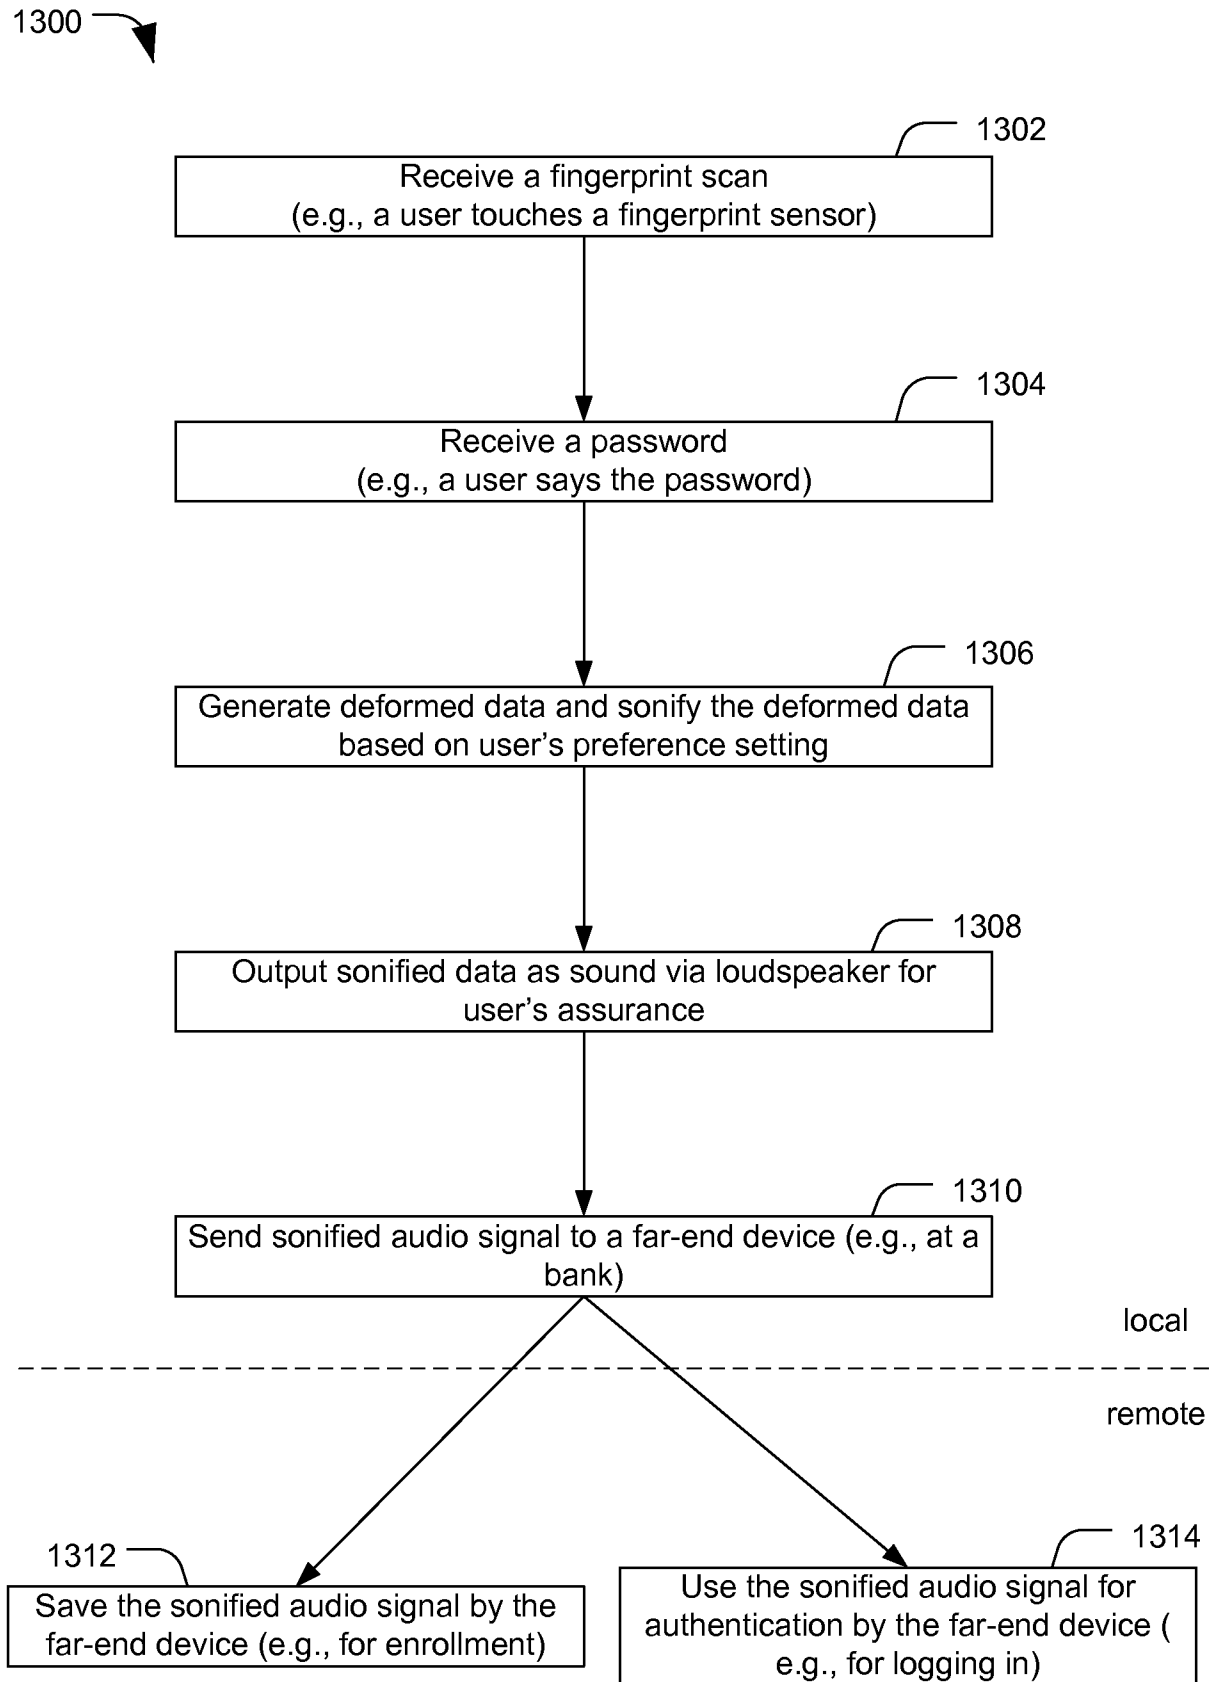 1300
1302
Receive a fingerprint scan
(e.g., a user touches a fingerprint sensor)
1304
Receive a password
(e.g., a user says the password)
1306
Generate deformed data and sonify the deformed data
based on user's preference setting
1308
Output sonified data as sound via loudspeaker for
user's assurance
1310
Send sonified audio signal to a far-end device (e.g., at a
bank)
local
remote
1312
Save the sonified audio signal by the
far-end device (e.g., for enrollment)
1314
Use the sonified audio signal for
authentication by the far-end device (
e.g., for logging in)